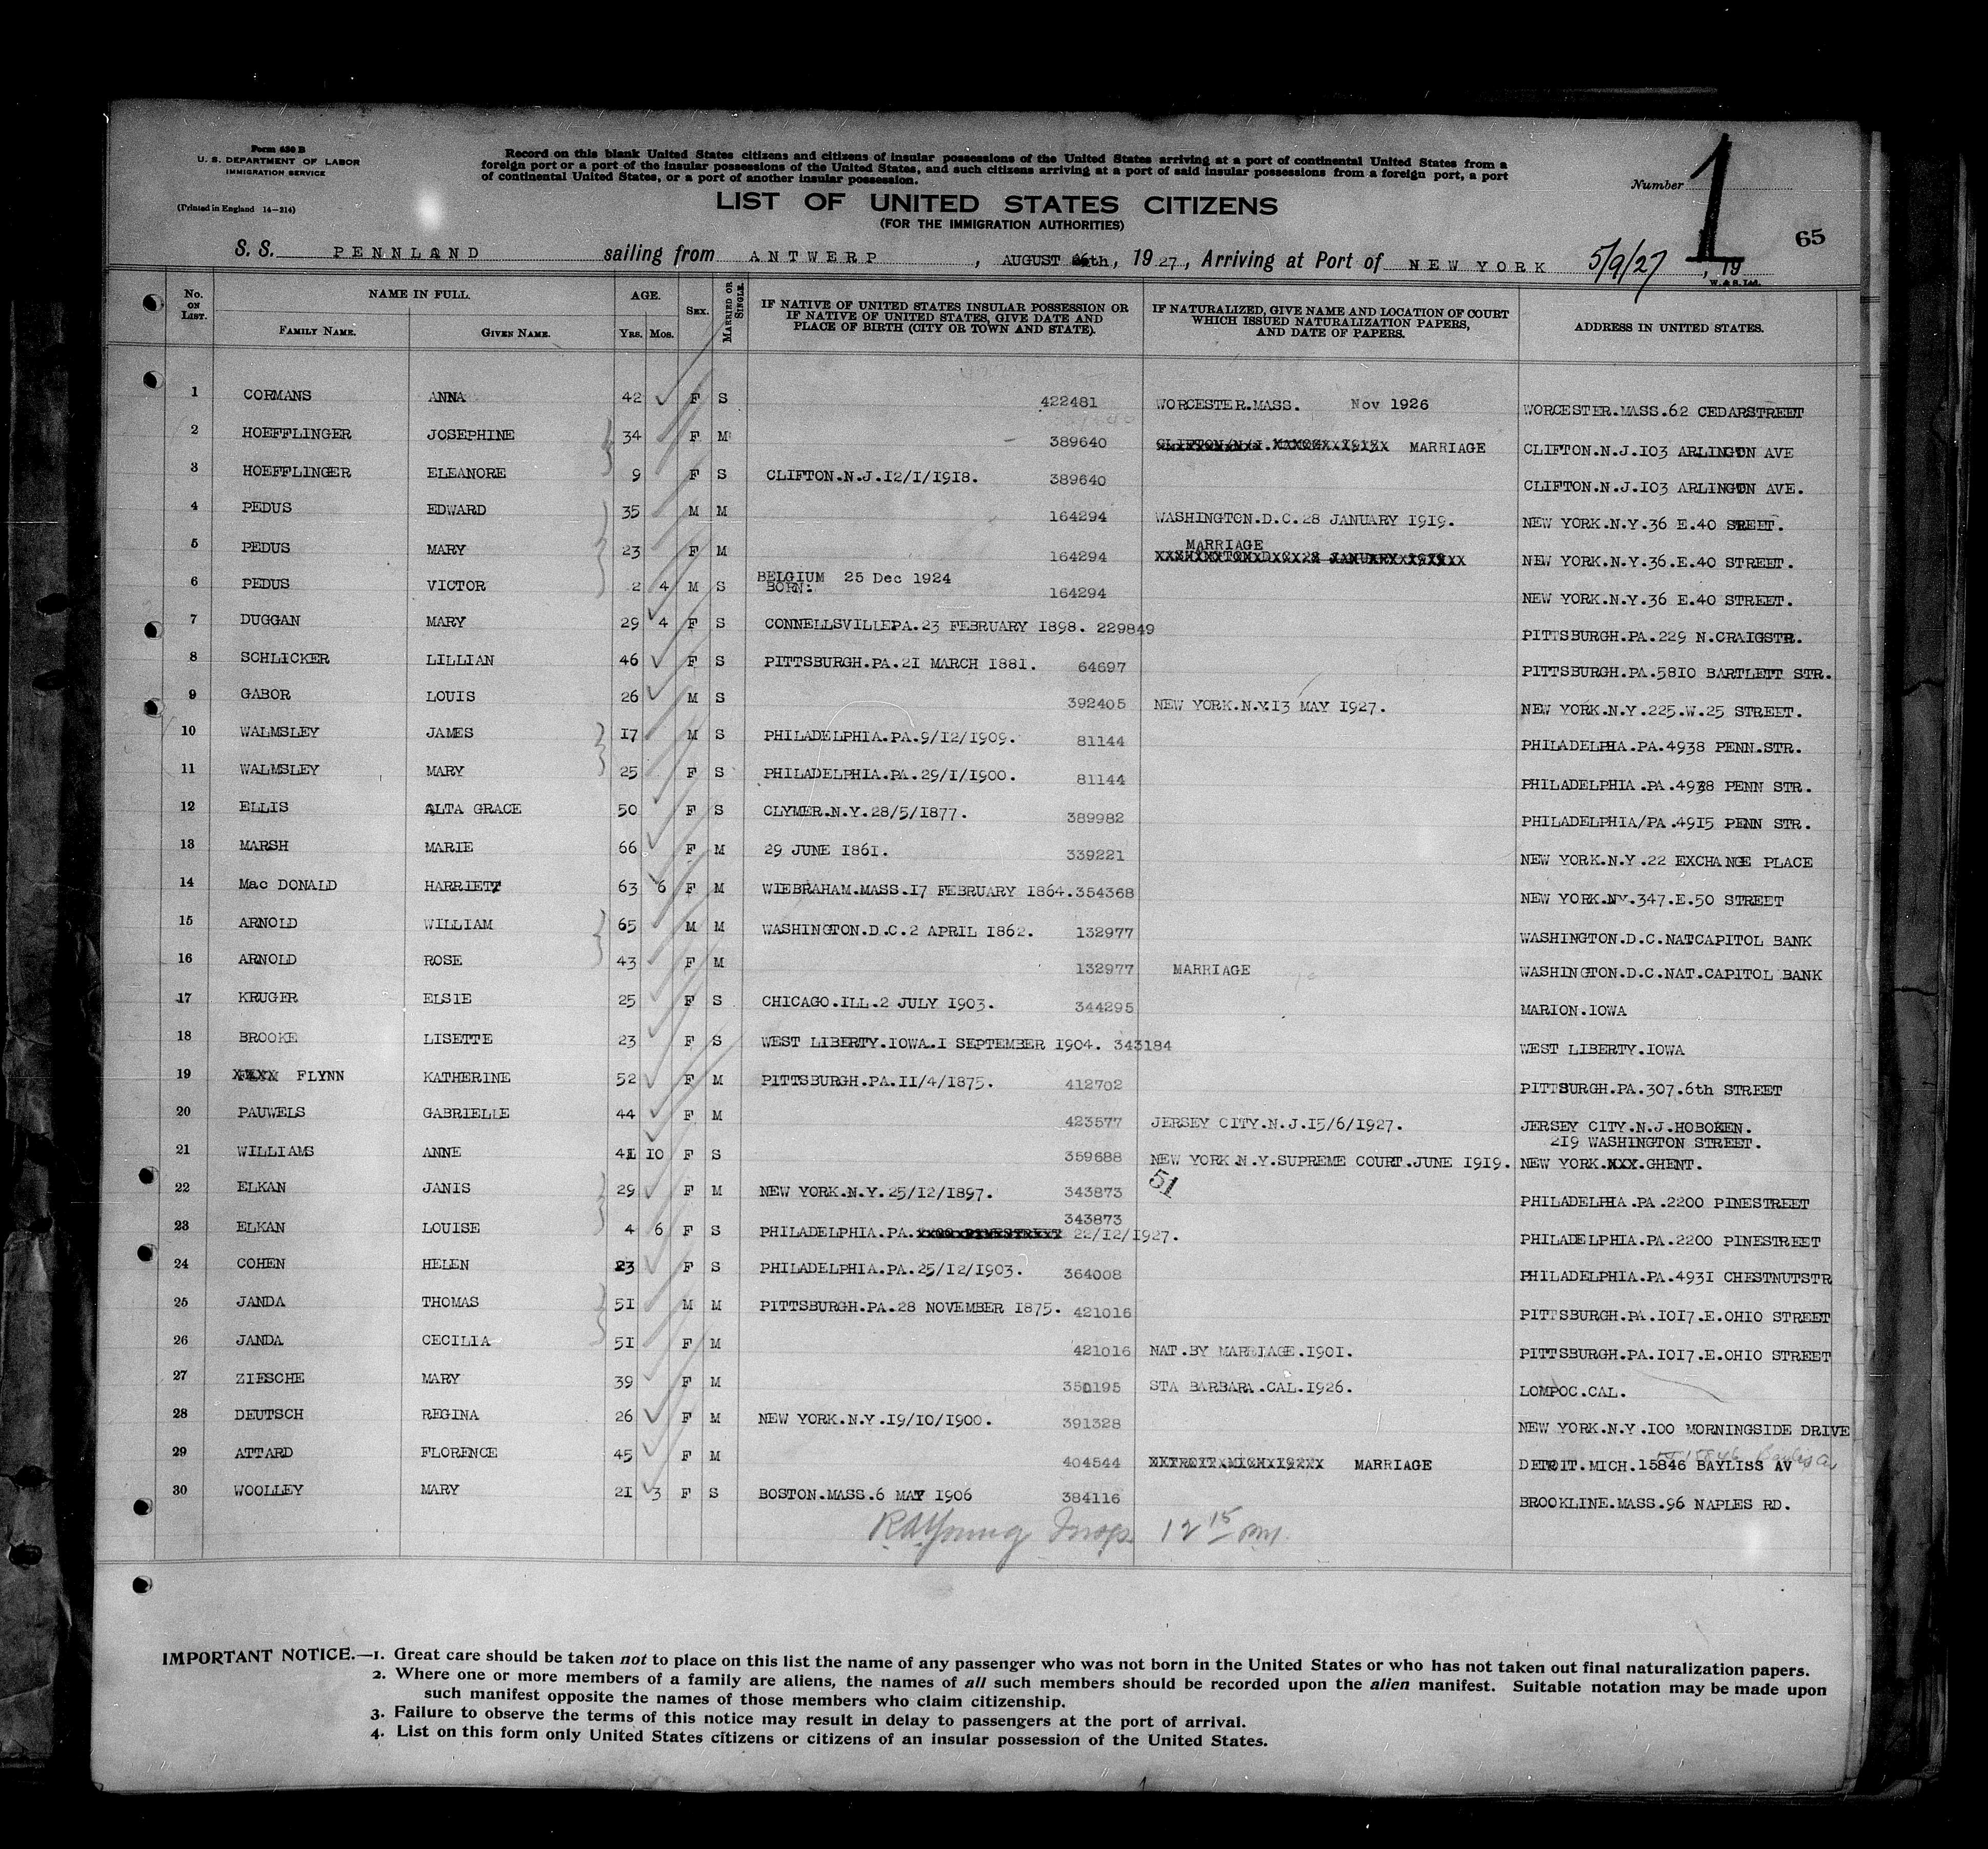 Form 630 B
U. S. DEPARTMENT OF LABOR
IMMIGRATION SERVICE
(Printed in England 14—214)
Record on this blank United States citizens and citizens of insular possessions of the United States arriving at a port of continental United States from a
foreign port or a port of the insular possessions of the United States, and such citizens arriving at a port of said insular possessions from a foreign port, a port
of continental United States, or a port of another insular possession.
LIST OF UNITED STATES CITIZENS
(FOR THE IMMIGRATION AUTHORITIES)
Number 1
65
S. S. PENNLAND sailing from ANTWERP, AUGUST 26th, 1927, Arriving at Port of NEW YORK 5/9/27, 19
W. & S. Ltd.
No. ON LIST. NAME IN FULL. FAMILY NAME. GIVEN NAME. AGE. YRS. MOS. SEX. MARRIED OR SINGLE. IF NATIVE OF UNITED STATES INSULAR POSSESSION OR IF NATIVE OF UNITED STATES, GIVE DATE AND PLACE OF BIRTH (CITY OR TOWN AND STATE). IF NATURALIZED, GIVE NAME AND LOCATION OF COURT WHICH ISSUED NATURALIZATION PAPERS, AND DATE OF PAPERS. ADDRESS IN UNITED STATES.
1 CORMANS ANNA 42 F S 422481 WORCESTER.MASS. Nov 1926 WORCESTER.MASS.62 CEDARSTREET
2 HOEFFLINGER JOSEPHINE 34 F M 389640 MARRIAGE CLIFTON.N.J.103 ARLINGTON AVE
3 HOEFFLINGER ELEANORE 9 F S CLIFTON.N.J.12/1/1918. 389640 CLIFTON.N.J.103 ARLINGTON AVE.
4 PEDUS EDWARD 35 M M 164294 WASHINGTON.D.C.28 JANUARY 1919. NEW YORK.N.Y.36 E.40 SREET.
5 PEDUS MARY 23 F M 164294 MARRIAGE NEW YORK.N.Y.36.E.40 STREET.
6 PEDUS VICTOR 2 4 M S BELGIUM 25 Dec 1924 BORN: 164294 NEW YORK.N.Y.36 E.40 STREET.
7 DUGGAN MARY 29 4 F S CONNELLSVILLEPA.23 FEBRUARY 1898. 229849 PITTSBURGH.PA.229 N.CRAIGSTR.
8 SCHLICKER LILLIAN 46 F S PITTSBURGH.PA.21 MARCH 1881. 64697 PITTSBURGH.PA.5810 BARTLETT STR.
9 GABOR LOUIS 26 M S 392405 NEW YORK.N.Y.13 MAY 1927. NEW YORK.N.Y.225.W.25 STREET.
10 WALMSLEY JAMES 17 M S PHILADELPHIA.PA.9/12/1909. 81144 PHILADELPHIA.PA.4938 PENN.STR.
11 WALMSLEY MARY 25 F S PHILADELPHIA.PA.29/1/1900. 81144 PHILADELPHIA.PA.4938 PENN STR.
12 ELLIS ALTA GRACE 50 F S CLYMER.N.Y.28/5/1877. 389982 PHILADELPHIA/PA.4915 PENN STR.
13 MARSH MARIE 66 F M 29 JUNE 1861. 339221 NEW YORK.N.Y.22 EXCHANGE PLACE
14 Mac DONALD HARRIETT 63 6 F M WIEBRAHAM.MASS.17 FEBRUARY 1864.354368 NEW YORK.NY.347.E.50 STREET
15 ARNOLD WILLIAM 65 M M WASHINGTON.D.C.2 APRIL 1862. 132977 WASHINGTON.D.C.NATCAPITOL BANK
16 ARNOLD ROSE 43 F M 132977 MARRIAGE WASHINGTON.D.C.NAT.CAPITOL BANK
17 KRUGER ELSIE 25 F S CHICAGO.ILL.2 JULY 1903. 344295 MARION.IOWA
18 BROOKE LISETTE 23 F S WEST LIBERTY.IOWA.1 SEPTEMBER 1904. 343184 WEST LIBERTY.IOWA
19 XXXX FLYNN KATHERINE 52 F M PITTSBURGH.PA.11/4/1875. 412702 PITTSBURGH.PA.307.6th STREET
20 PAUWELS GABRIELLE 44 F M 423577 JERSEY CITY.N.J.15/6/1927. JERSEY CITY.N.J.HOBOKEN.
219 WASHINGTON STREET.
21 WILLIAMS ANNE 41 10 F S 359688 NEW YORK.N.Y.SUPREME COURT.JUNE 1919. NEW YORK.XXX.GHENT.
51
22 ELKAN JANIS 29 F M NEW YORK.N.Y.25/12/1897. 343873 PHILADELPHIA.PA.2200 PINESTREET
23 ELKAN LOUISE 4 6 F S PHILADELPHIA.PA. 22/12/1927. 343873 PHILADELPHIA.PA.2200 PINESTREET
24 COHEN HELEN 23 F S PHILADELPHIA.PA.25/12/1903. 364008 PHILADELPHIA.PA.4931 CHESTNUTSTR
25 JANDA THOMAS 51 M M PITTSBURGH.PA.28 NOVEMBER 1875. 421016 PITTSBURGH.PA.1017.E.OHIO STREET
26 JANDA CECILIA 51 F M 421016 NAT.BY MARRIAGE.1901. PITTSBURGH.PA.1017.E.OHIO STREET
27 ZIESCHE MARY 39 F M 350195 STA BARBARA.CAL.1926. LOMPOC.CAL.
28 DEUTSCH REGINA 26 F M NEW YORK.N.Y.19/10/1900. 391328 NEW YORK.N.Y.100 MORNINGSIDE DRIVE
29 ATTARD FLORENCE 45 F M 404544 MARRIAGE DETROIT.MICH.15846 BAYLISS AV
30 WOOLLEY MARY 21 3 F S BOSTON.MASS.6 MAY 1906 384116 BROOKLINE.MASS.96 NAPLES RD.
RAYoung Insp. 12 15 pm.
IMPORTANT NOTICE.—1. Great care should be taken not to place on this list the name of any passenger who was not born in the United States or who has not taken out final naturalization papers.
2. Where one or more members of a family are aliens, the names of all such members should be recorded upon the alien manifest. Suitable notation may be made upon
such manifest opposite the names of those members who claim citizenship.
3. Failure to observe the terms of this notice may result in delay to passengers at the port of arrival.
4. List on this form only United States citizens or citizens of an insular possession of the United States.